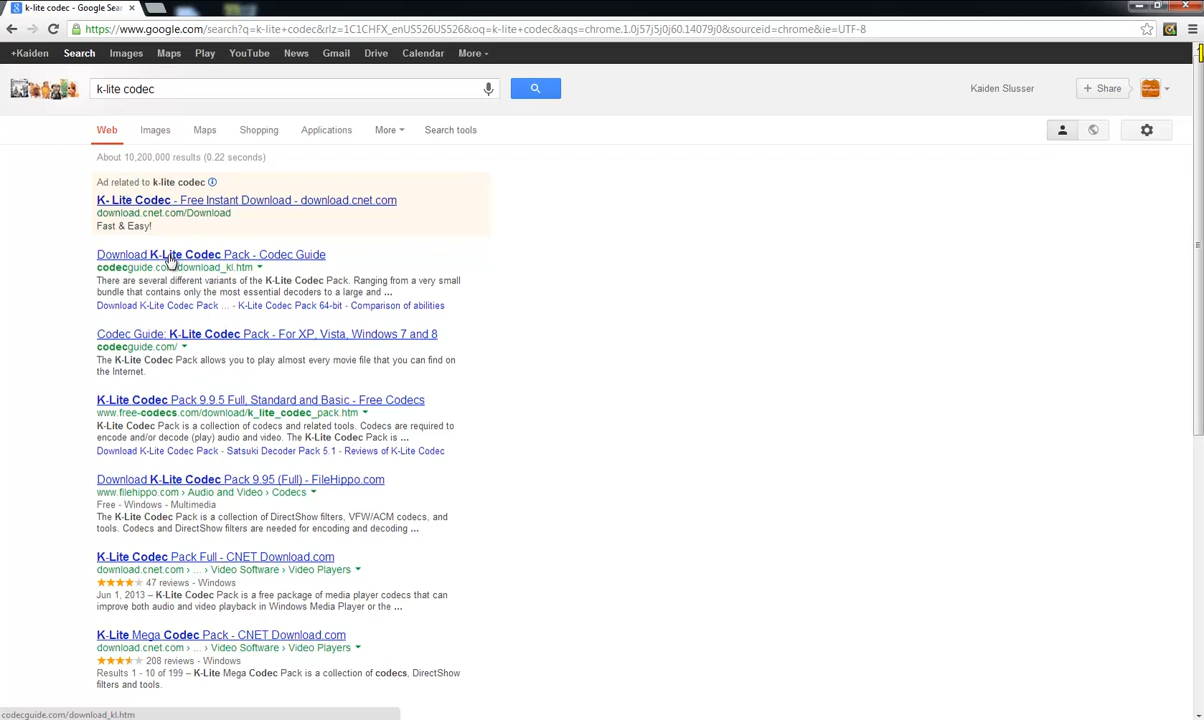 k-lite codec - Google Sear
https://www.google.com/search?q=k-lite+codec&rlz=1C1CHFX_enUS526US526&oq=k-lite+codec&aqs=chrome.1.0j57j5j0j60.14079j0&sourceid=chrome&ie=UTF-8
+Kaiden Search Images Maps Play YouTube News Gmail Drive Calendar More
k-lite codec Kaiden Slusser + Share
Web Images Maps Shopping Applications More Search tools
About 10,200,000 results (0.22 seconds)
Ad related to k-lite codec
K- Lite Codec - Free Instant Download - download.cnet.com
download.cnet.com/Download
Fast & Easy!
Download K-Lite Codec Pack - Codec Guide
codecguide.com/download_kl.htm
There are several different variants of the K-Lite Codec Pack. Ranging from a very small
bundle that contains only the most essential decoders to a large and ...
Download K-Lite Codec Pack ... - K-Lite Codec Pack 64-bit - Comparison of abilities
Codec Guide: K-Lite Codec Pack - For XP, Vista, Windows 7 and 8
codecguide.com/
The K-Lite Codec Pack allows you to play almost every movie file that you can find on
the Internet.
K-Lite Codec Pack 9.9.5 Full, Standard and Basic - Free Codecs
www.free-codecs.com/download/k_lite_codec_pack.htm
K-Lite Codec Pack is a collection of codecs and related tools. Codecs are required to
encode and/or decode (play) audio and video. The K-Lite Codec Pack is ...
Download K-Lite Codec Pack - Satsuki Decoder Pack 5.1 - Reviews of K-Lite Codec
Download K-Lite Codec Pack 9.95 (Full) - FileHippo.com
www.filehippo.com › Audio and Video › Codecs
Free - Windows - Multimedia
The K-Lite Codec Pack is a collection of DirectShow filters, VFW/ACM codecs, and
tools. Codecs and DirectShow filters are needed for encoding and decoding ...
K-Lite Codec Pack Full - CNET Download.com
download.cnet.com › ... › Video Software › Video Players
47 reviews - Windows
Jun 1, 2013 – K-Lite Codec Pack is a free package of media player codecs that can
improve both audio and video playback in Windows Media Player or the ...
K-Lite Mega Codec Pack - CNET Download.com
download.cnet.com › ... › Video Software › Video Players
208 reviews - Windows
Results 1 - 10 of 199 – K-Lite Mega Codec Pack is a collection of codecs, DirectShow
filters and tools.
codecguide.com/download_kl.htm